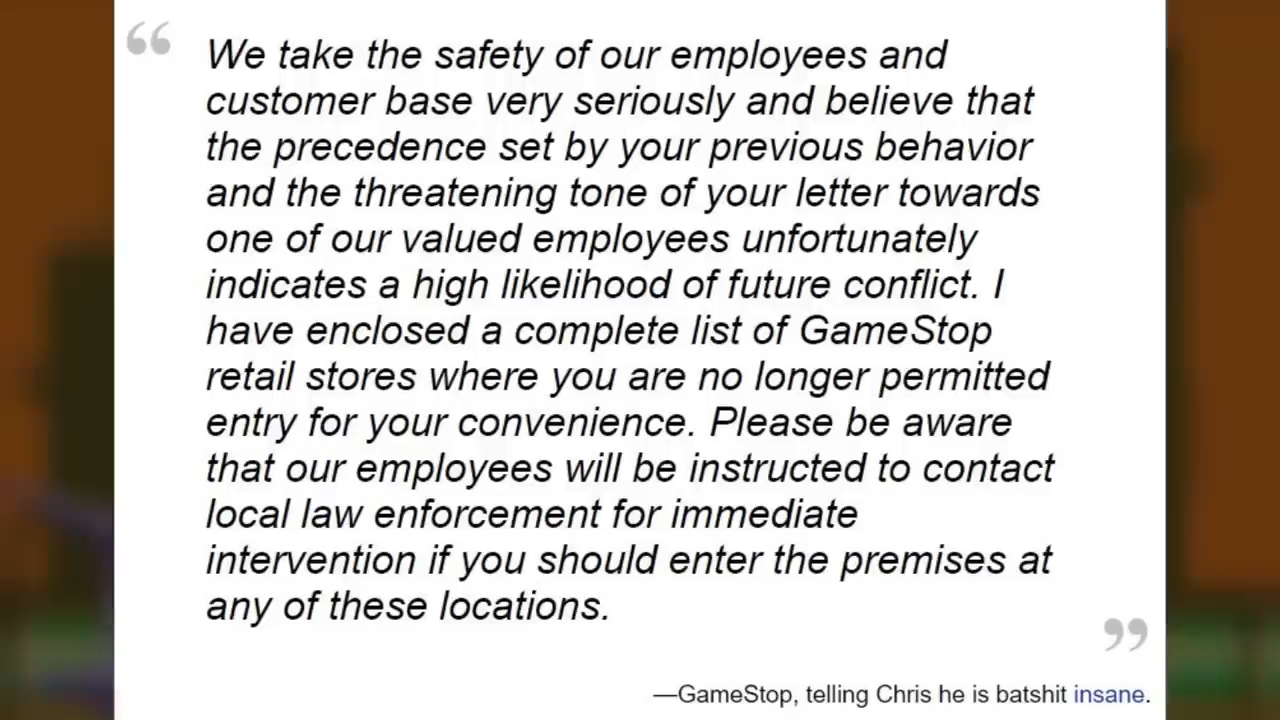 “ We take the safety of our employees and
customer base very seriously and believe that
the precedence set by your previous behavior
and the threatening tone of your letter towards
one of our valued employees unfortunately
indicates a high likelihood of future conflict. I
have enclosed a complete list of GameStop
retail stores where you are no longer permitted
entry for your convenience. Please be aware
that our employees will be instructed to contact
local law enforcement for immediate
intervention if you should enter the premises at
any of these locations.
”
—GameStop, telling Chris he is batshit insane.